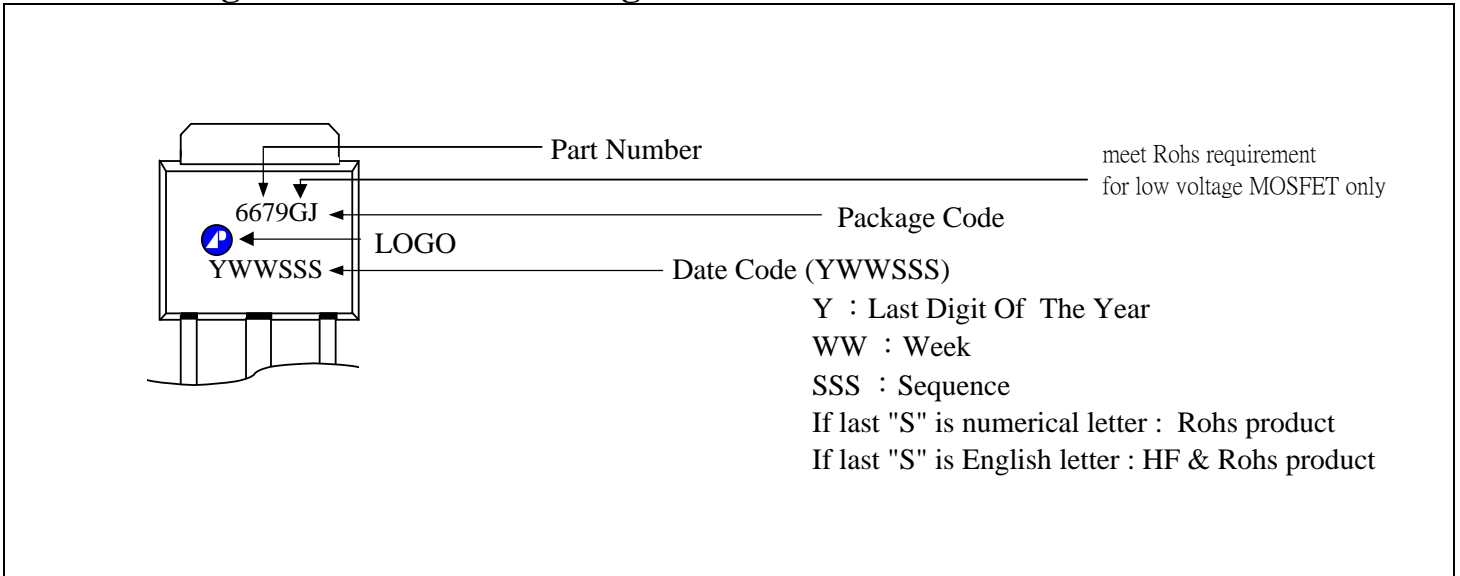 Part Number
meet Rohs requirement
for low voltage MOSFET only
6679GJ
Package Code
LOGO
YWWSSS
Date Code (YWWSSS)
Y ：Last Digit Of The Year
WW ：Week
SSS ：Sequence
If last "S" is numerical letter : Rohs product
If last "S" is English letter : HF & Rohs product